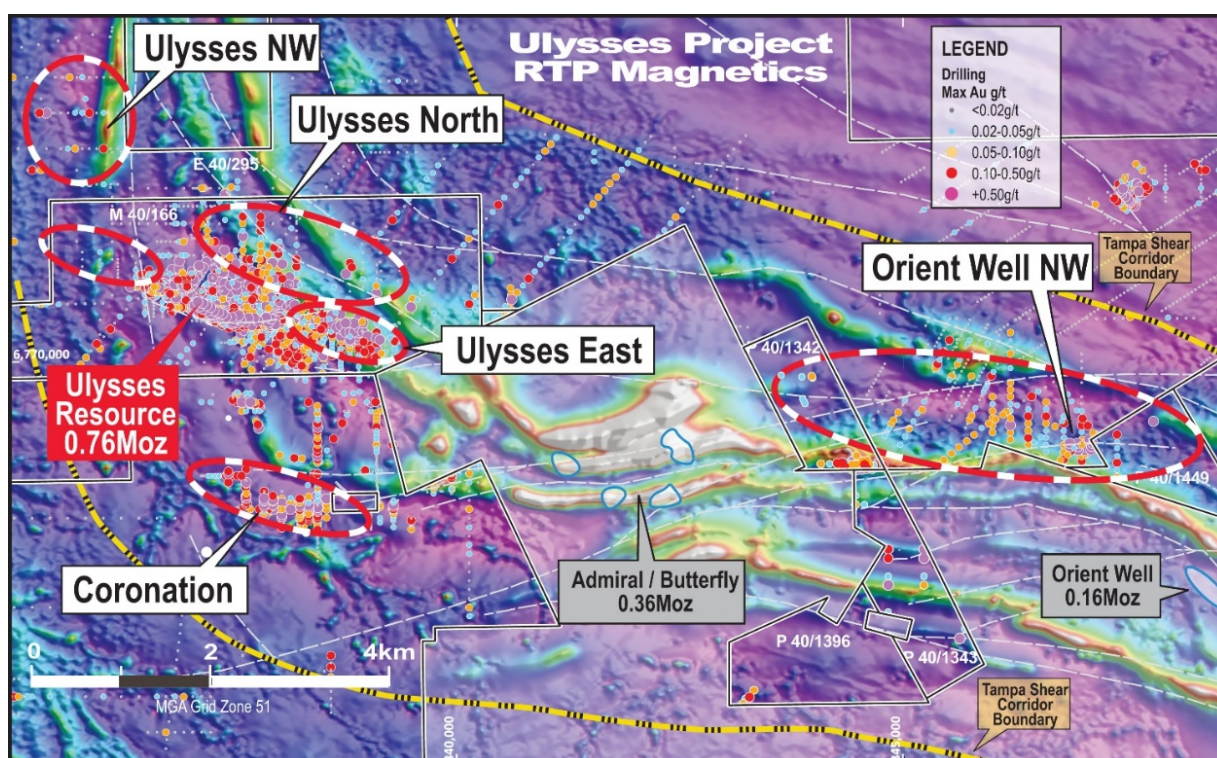 Ulysses Project
RTP Magnetics
LEGEND
Drilling
Max Au g/t
<0.02g/t
0.02-0.05g/t
0.05-0.10g/t
0.10-0.50g/t
+0.50g/t
Ulysses NW
Ulysses North
E 40/295
M 40/166
Tampa Shear
Corridor
Boundary
Orient Well NW
Ulysses East
6,770,000
40/1342
Ulysses
Resource
0.76Moz
40/1449
Coronation
Admiral / Butterfly
0.36Moz
Orient Well
0.16Moz
P 40/1396
P 40/1343
0
2
4km
MGA Grid Zone 51
Tampa Shear
Corridor
Boundary